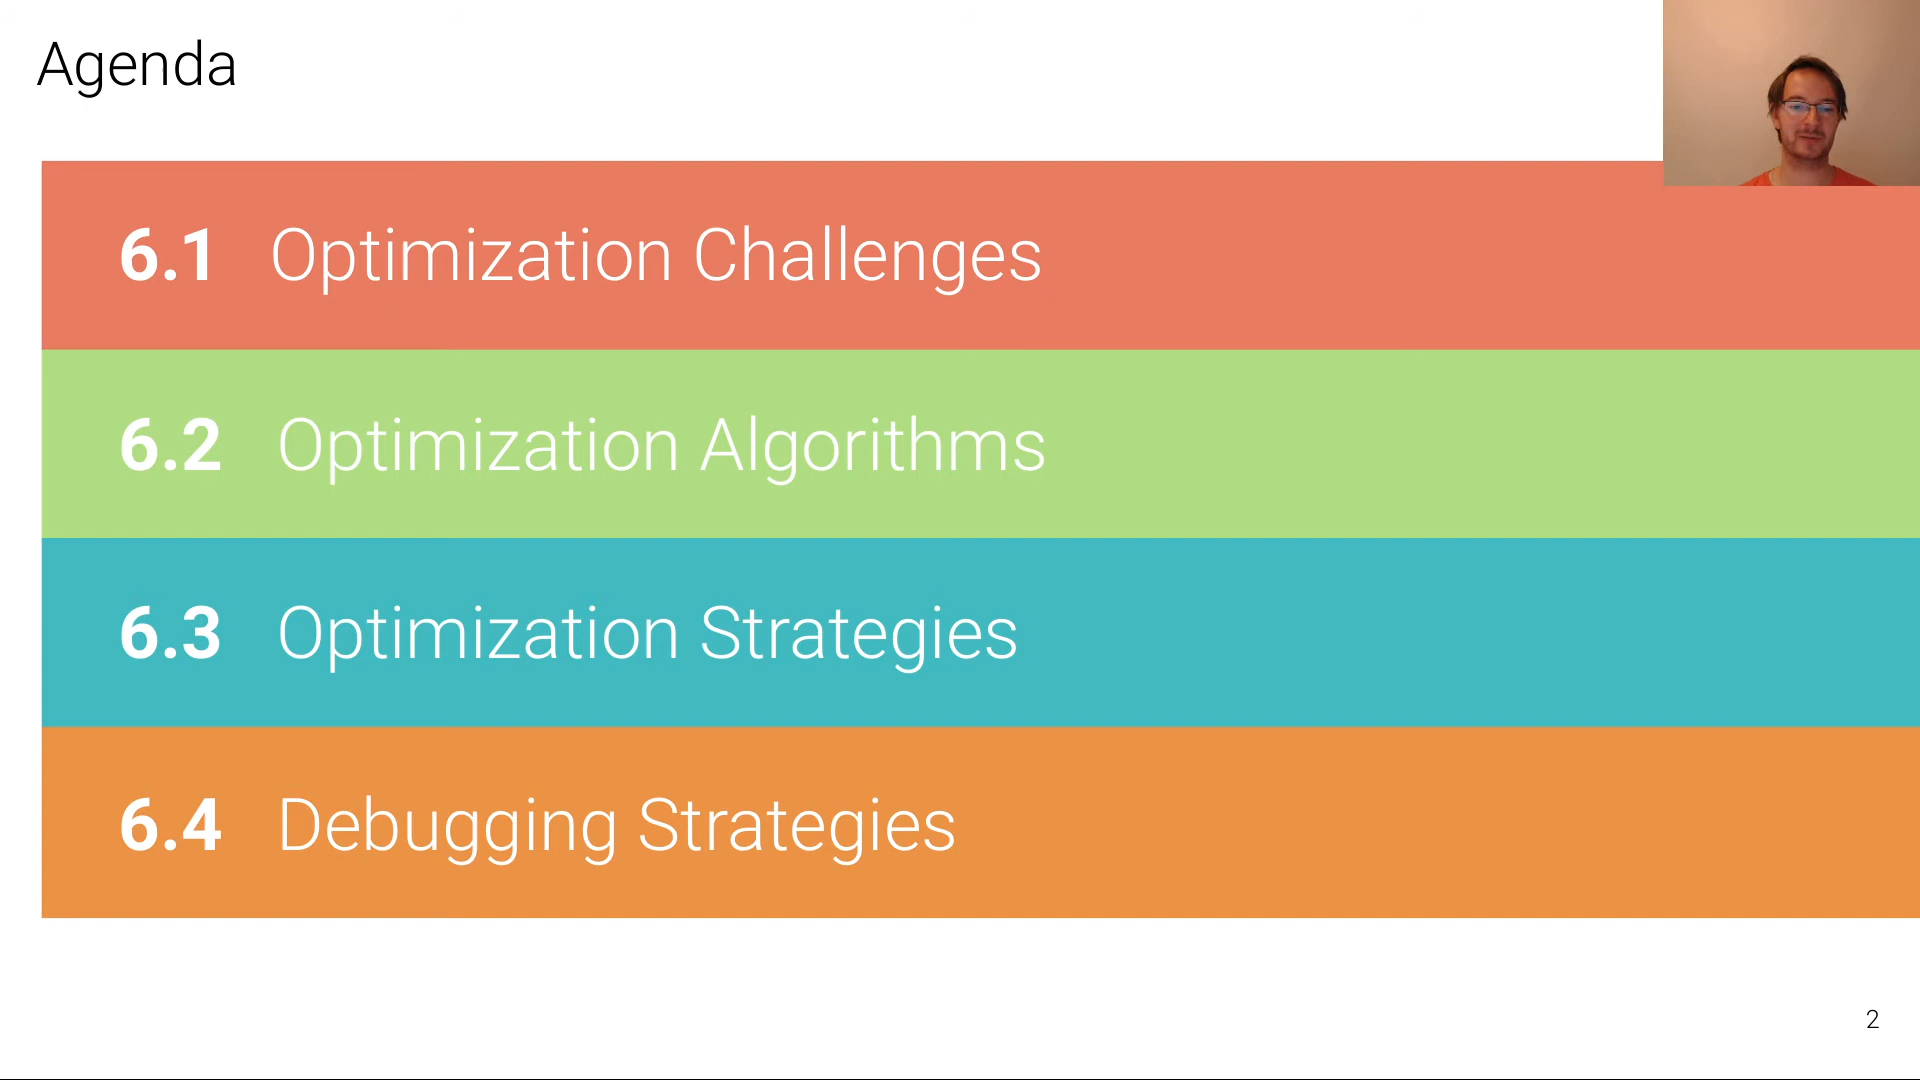 Agenda
6.1 Optimization Challenges
6.2 Optimization Algorithms
6.3 Optimization Strategies
6.4 Debugging Strategies
2